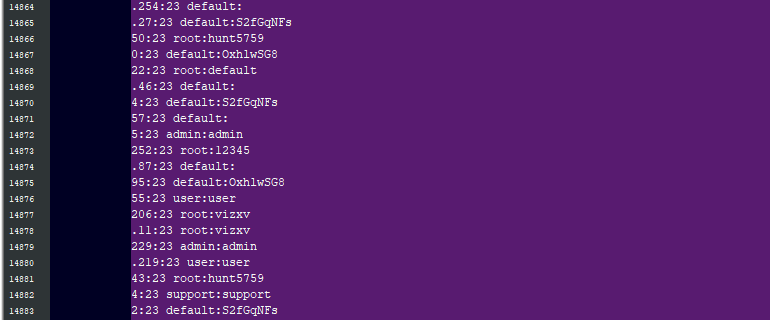 14864 .254:23 default:
14865 .27:23 default:S2fGqNFs
14866 50:23 root:hunt5759
14867 0:23 default:OxhlwSG8
14868 22:23 root:default
14869 .46:23 default:
14870 4:23 default:S2fGqNFs
14871 57:23 default:
14872 5:23 admin:admin
14873 252:23 root:12345
14874 .87:23 default:
14875 95:23 default:OxhlwSG8
14876 55:23 user:user
14877 206:23 root:vizxv
14878 .11:23 root:vizxv
14879 229:23 admin:admin
14880 .219:23 user:user
14881 43:23 root:hunt5759
14882 4:23 support:support
14883 2:23 default:S2fGqNFs